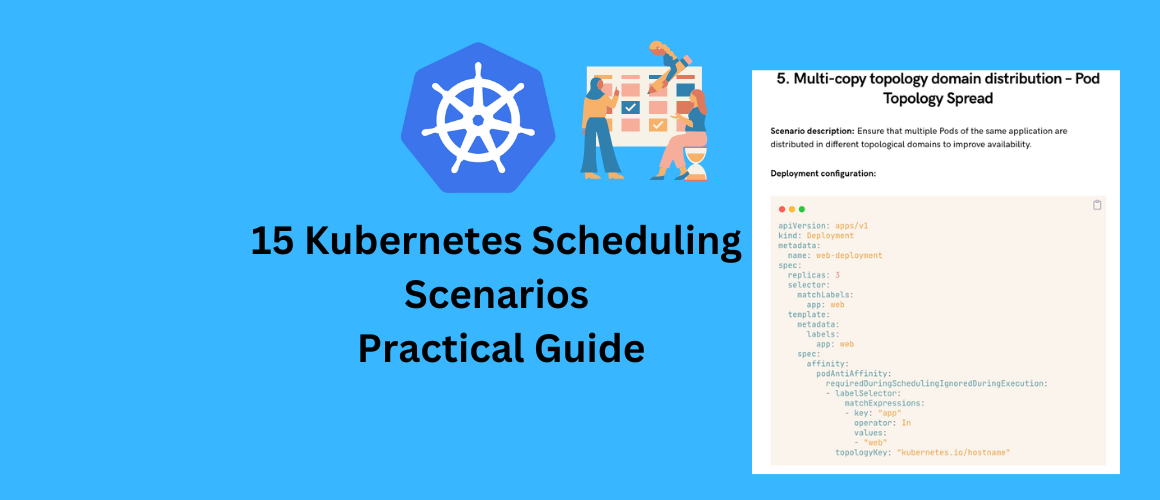 15 Kubernetes Scheduling
Scenarios
Practical Guide
5. Multi-copy topology domain distribution – Pod
Topology Spread
Scenario description: Ensure that multiple Pods of the same application are
distributed in different topological domains to improve availability.
Deployment configuration:
apiVersion: apps/v1
kind: Deployment
metadata:
  name: web-deployment
spec:
  replicas: 3
  selector:
    matchLabels:
      app: web
  template:
    metadata:
      labels:
        app: web
    spec:
      affinity:
        podAntiAffinity:
          requiredDuringSchedulingIgnoredDuringExecution:
          - labelSelector:
              matchExpressions:
              - key: "app"
                operator: In
                values:
                - "web"
            topologyKey: "kubernetes.io/hostname"